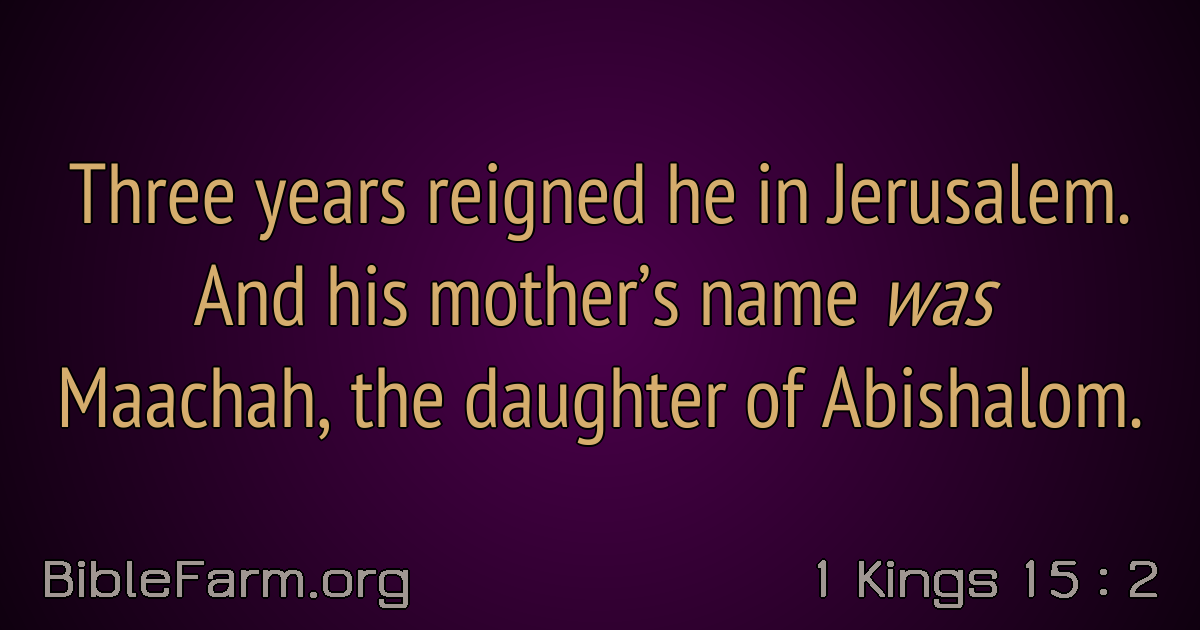 Three years reigned he in Jerusalem.
And his mother’s name was
Maachah, the daughter of Abishalom.
BibleFarm.org
1 Kings 15 : 2